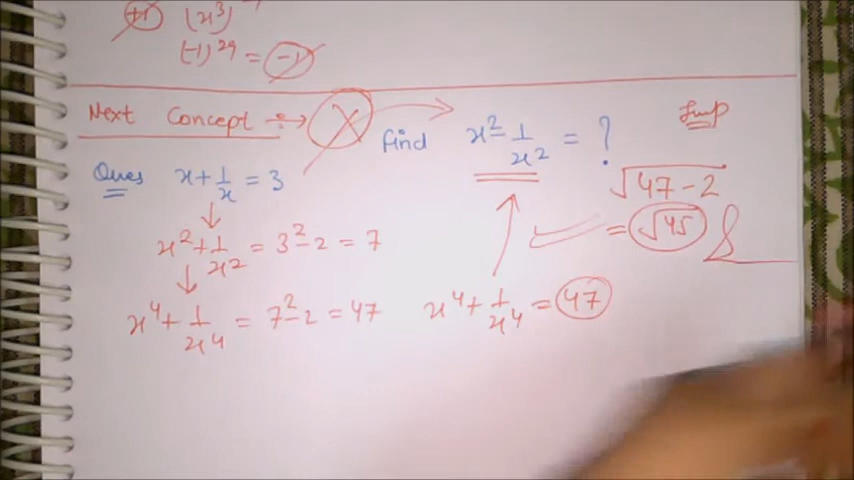 +1 (x³)
(-1)²⁹ = -1
Next Concept → X
Imp
find x² - 1/x² = ?
Ques x + 1/x = 3
√47 - 2
= √45
x² + 1/x² = 3² - 2 = 7
x⁴ + 1/x⁴ = 7² - 2 = 47
x⁴ + 1/x⁴ = 47